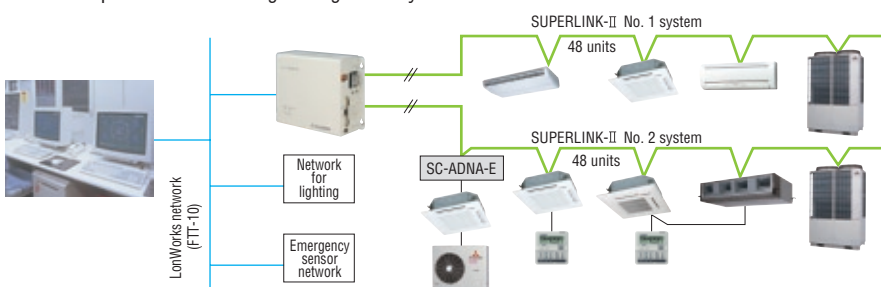 SUPERLINK-Ⅱ No. 1 system
48 units
SUPERLINK-Ⅱ No. 2 system
48 units
SC-ADNA-E
Network
for
lighting
Emergency
sensor
network
LonWorks network
(FTT-10)